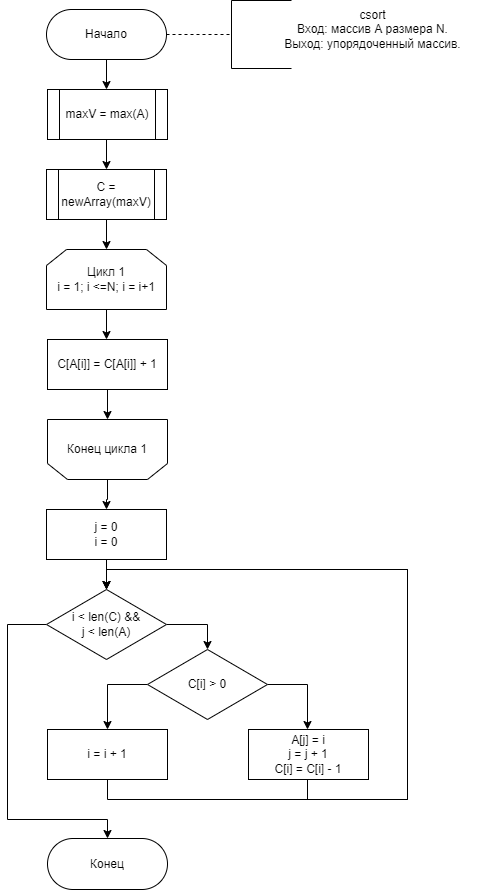 Начало
csort
Вход: массив A размера N.
Выход: упорядоченный массив.
maxV = max(A)
C =
newArray(maxV)
Цикл 1
i = 1; i <=N; i = i+1
C[A[i]] = C[A[i]] + 1
Конец цикла 1
j = 0
i = 0
i < len(C) &&
j < len(A)
C[i] > 0
i = i + 1
A[j] = i
j = j + 1
C[i] = C[i] - 1
Конец